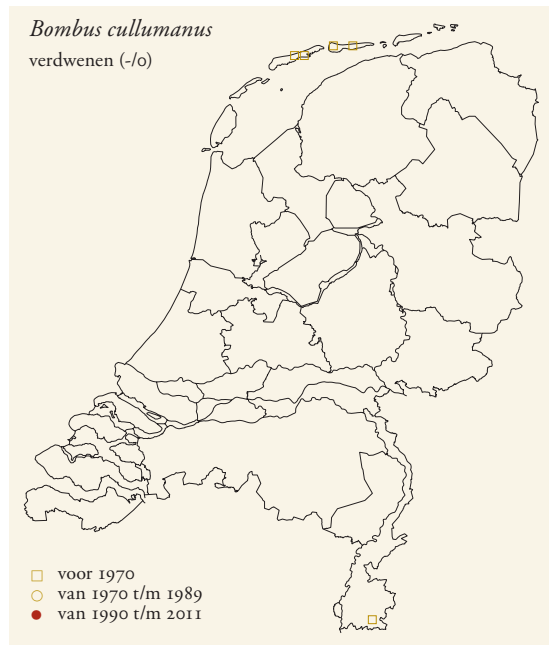 Bombus cullumanus
verdwenen (-/0)
voor 1970
van 1970 t/m 1989
van 1990 t/m 2011